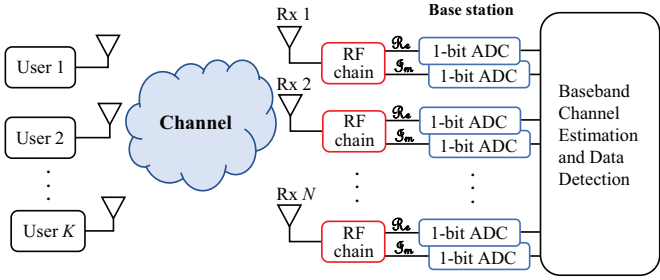 Base station
User 1
User 2
User K
Channel
Rx 1
RF
chain
Re
Im
1-bit ADC
1-bit ADC
Rx 2
RF
chain
Re
Im
1-bit ADC
1-bit ADC
Rx N
RF
chain
Re
Im
1-bit ADC
1-bit ADC
Baseband
Channel
Estimation
and Data
Detection